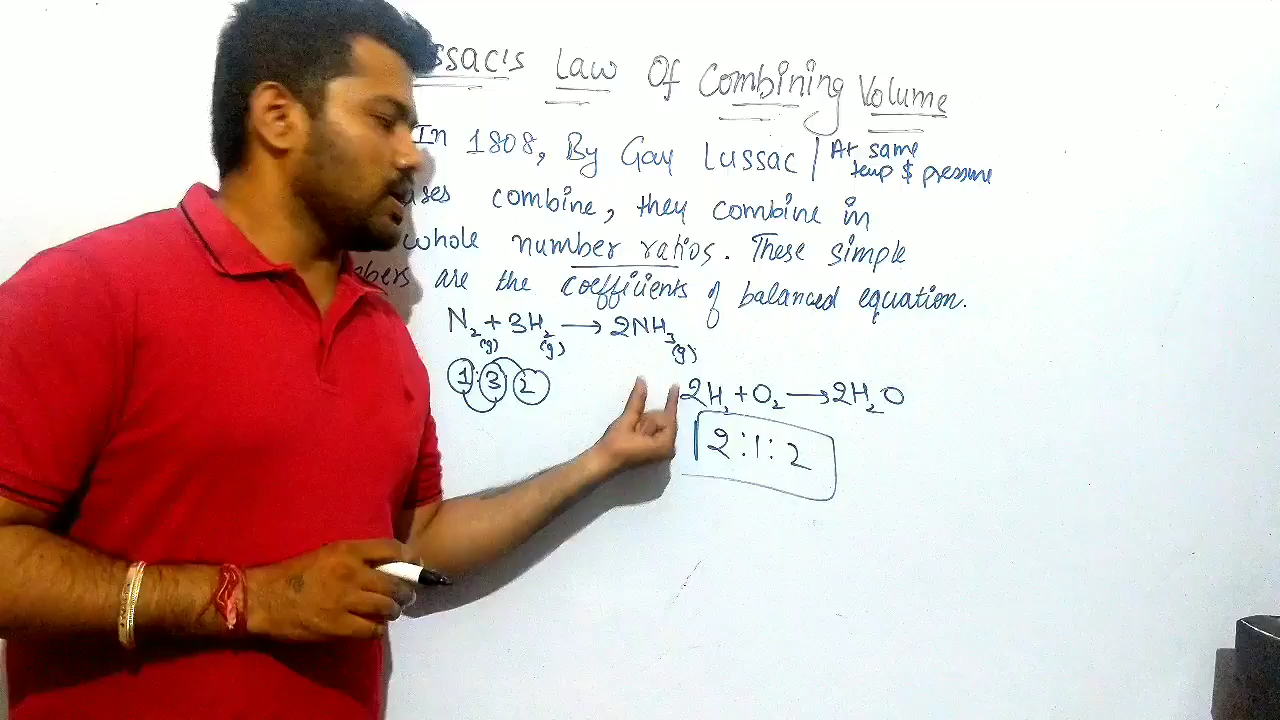 ssac's Law Of Combining Volume
In 1808, By Gay Lussac | At same
temp & pressure
ases combine, they combine in
whole number ratios. These simple
mbers are the coefficients of balanced equation.
N₂(g) + 3H₂(g) → 2NH₃(g)
1 : 3 2
2H₂ + O₂ → 2H₂O
2 : 1 : 2